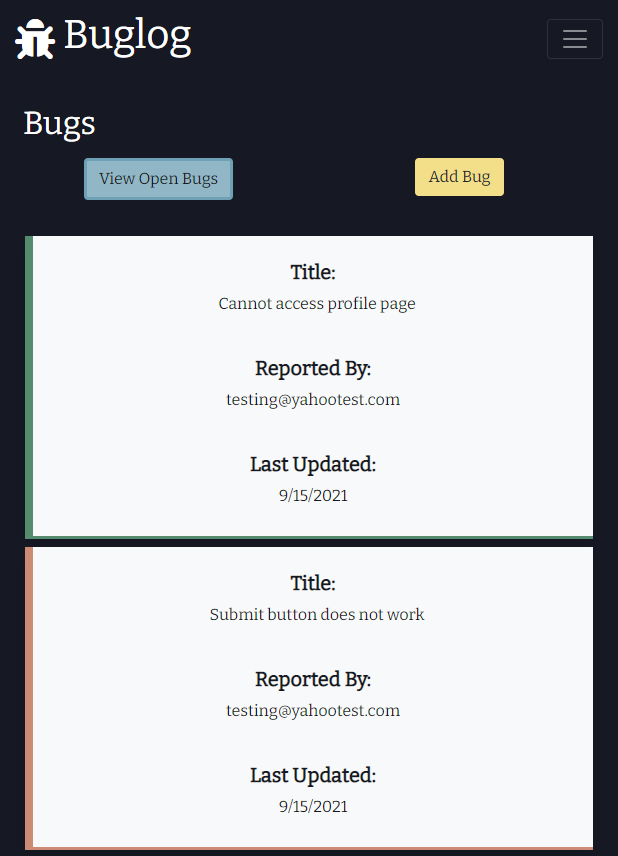 Buglog
Bugs
View Open Bugs
Add Bug
Title:
Cannot access profile page
Reported By:
testing@yahootest.com
Last Updated:
9/15/2021
Title:
Submit button does not work
Reported By:
testing@yahootest.com
Last Updated:
9/15/2021